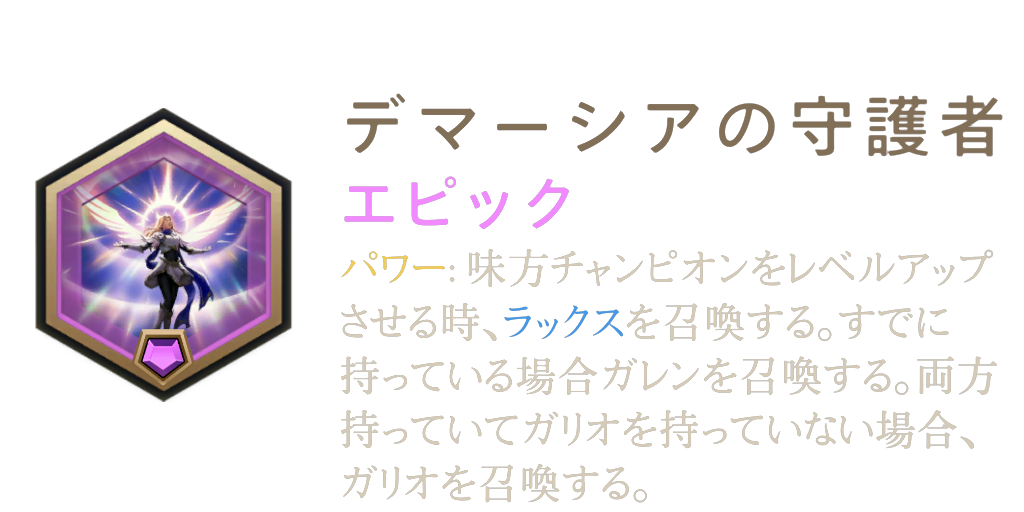 デマーシアの守護者
エピック
パワー: 味方チャンピオンをレベルアップ
させる時、ラックスを召喚する。すでに
持っている場合ガレンを召喚する。両方
持っていてガリオを持っていない場合、
ガリオを召喚する。